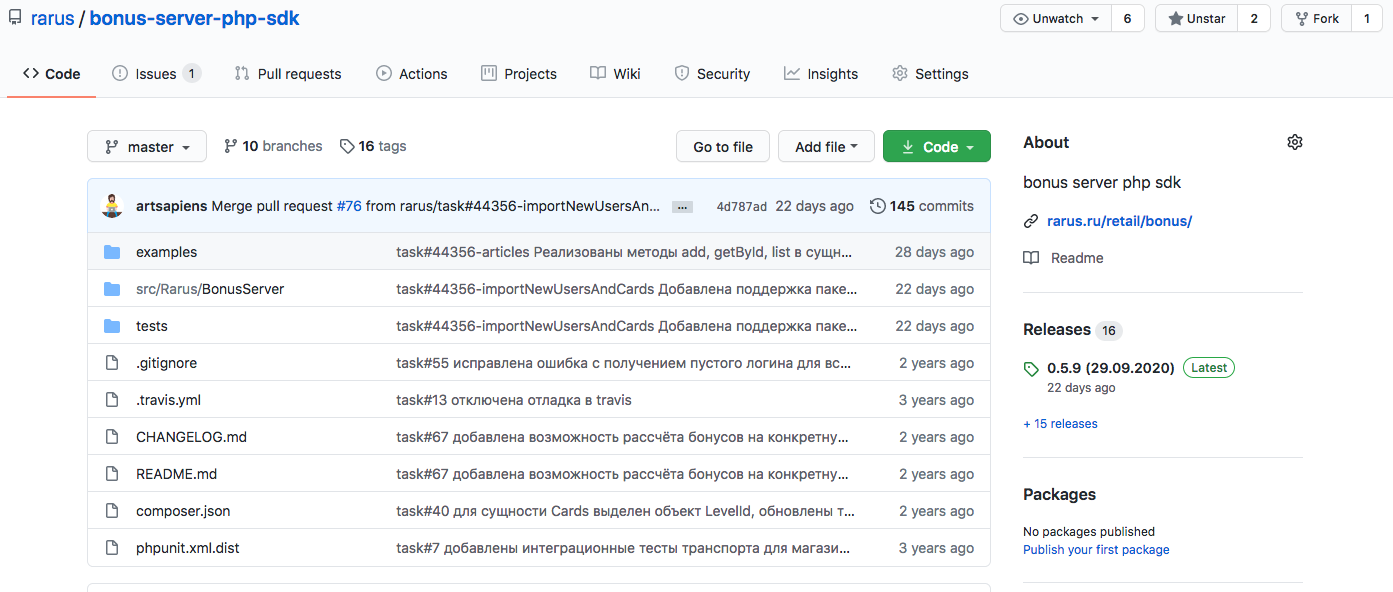 rarus / bonus-server-php-sdk
Unwatch 6
Unstar 2
Fork 1
Code
Issues 1
Pull requests
Actions
Projects
Wiki
Security
Insights
Settings
master
10 branches
16 tags
Go to file
Add file
Code
artsapiens Merge pull request #76 from rarus/task#44356-importNewUsersAn... ... 4d787ad 22 days ago 145 commits
examples task#44356-articles Реализованы методы add, getById, list в сущн... 28 days ago
src/Rarus/BonusServer task#44356-importNewUsersAndCards Добавлена поддержка паке... 22 days ago
tests task#44356-importNewUsersAndCards Добавлена поддержка паке... 22 days ago
.gitignore task#55 исправлена ошибка с получением пустого логина для вс... 2 years ago
.travis.yml task#13 отключена отладка в travis 3 years ago
CHANGELOG.md task#67 добавлена возможность рассчёта бонусов на конкретну... 2 years ago
README.md task#67 добавлена возможность рассчёта бонусов на конкретну... 2 years ago
composer.json task#40 для сущности Cards выделен объект LevelId, обновлены т... 2 years ago
phpunit.xml.dist task#7 добавлены интеграционные тесты транспорта для магази... 3 years ago
About
bonus server php sdk
rarus.ru/retail/bonus/
Readme
Releases 16
0.5.9 (29.09.2020) Latest
22 days ago
+ 15 releases
Packages
No packages published
Publish your first package